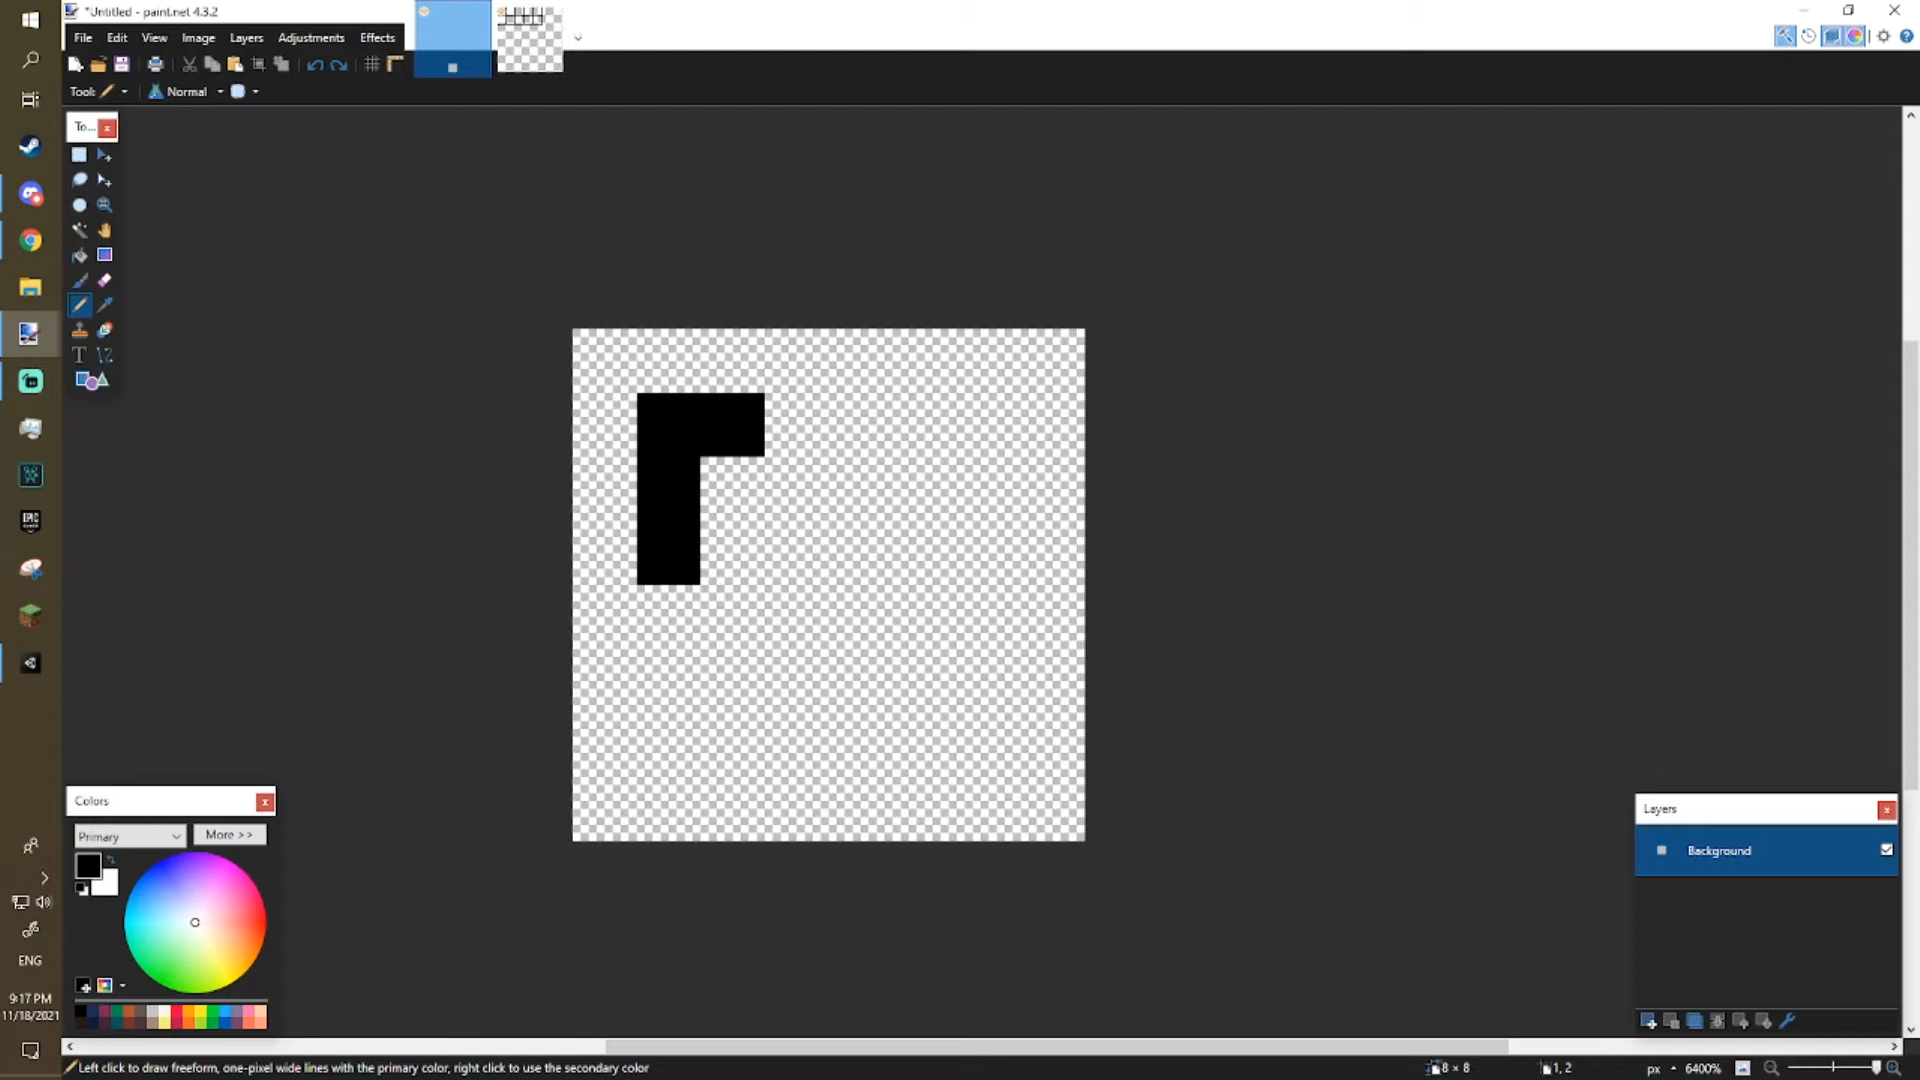 *Untitled - paint.net 4.3.2
File Edit View Image Layers Adjustments Effects
Tool: Normal
To...
Colors
Primary More >>
Layers
Background
EPIC
ENG
9:17 PM
11/18/2021
Left click to draw freeform, one-pixel wide lines with the primary color, right click to use the secondary color
8 × 8 1, 2 px 6400%